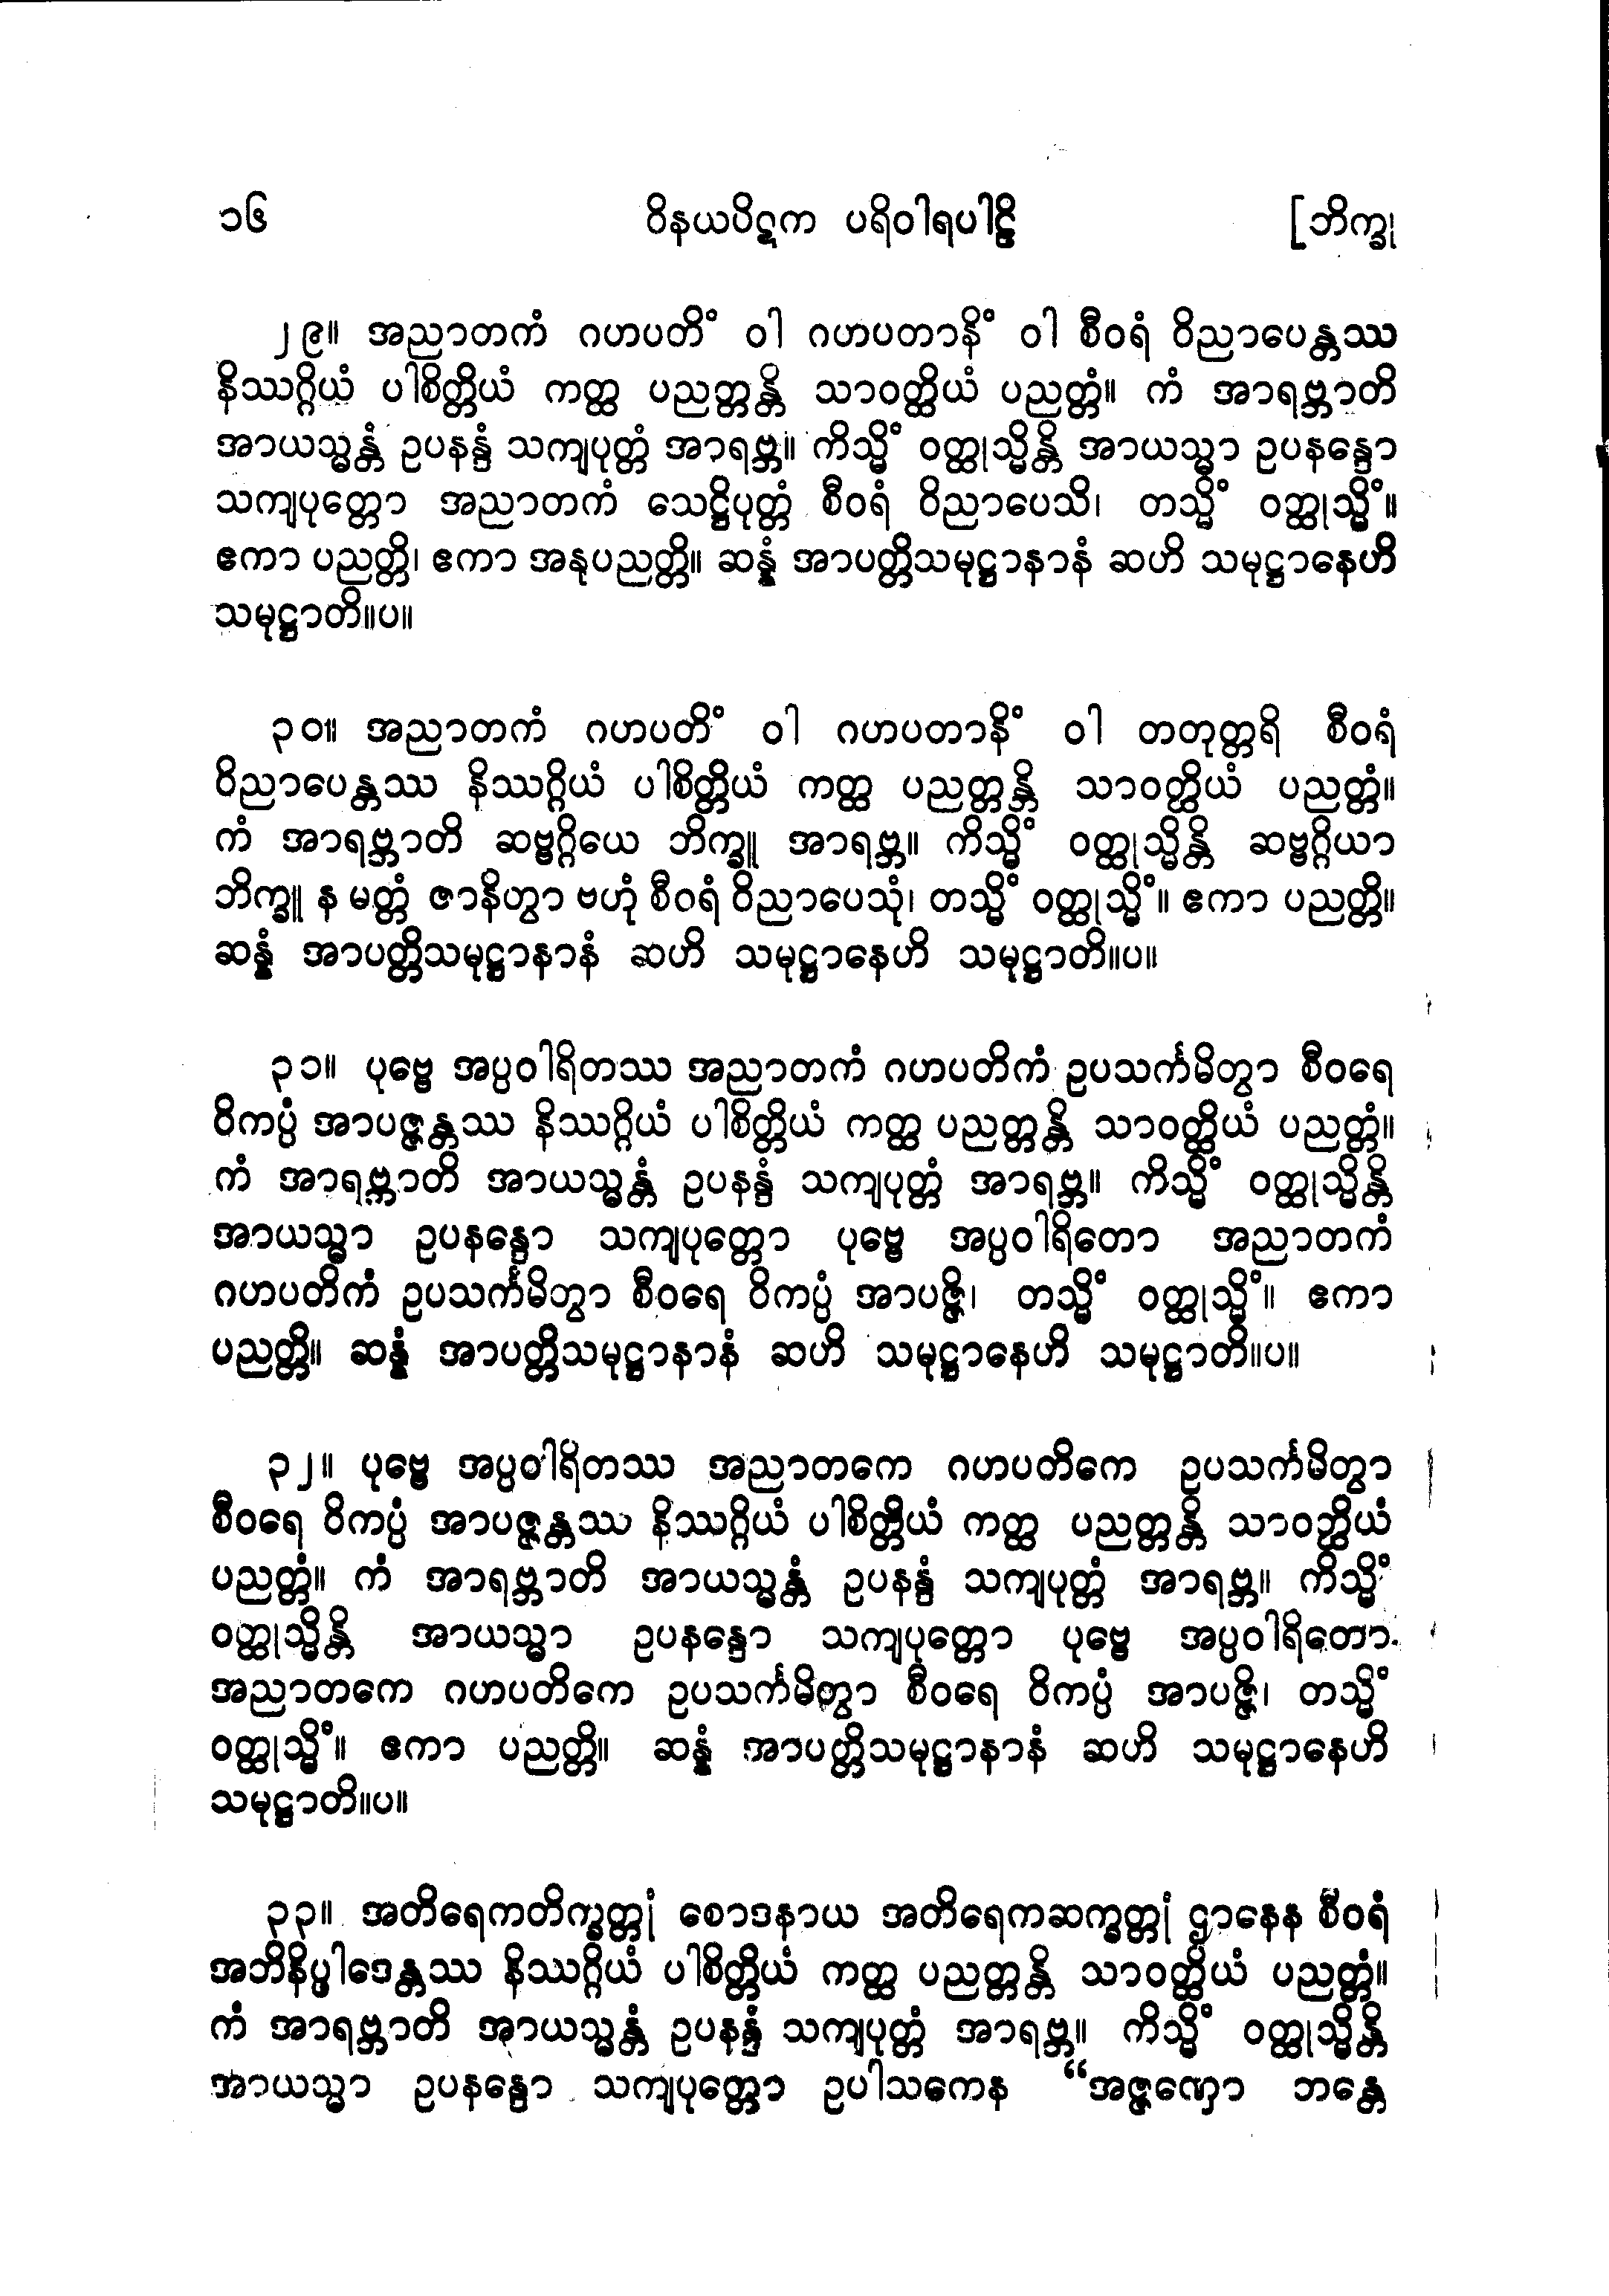 ၁၆ ဝိနယပိဋက ပရိဝါရပါဠိ [ဘိက္ခု
၂၉။ အညာတကံ ဂဟပတိံ ဝါ ဂဟပတာနိံ ဝါ စီဝရံ ဝိညာပေန္တဿ
နိဿဂ္ဂိယံ ပါစိတ္တိယံ ကတ္ထ ပညတ္တန္တိ သာဝတ္ထိယံ ပညတ္တံ။ ကံ အာရဗ္ဘာတိ
အာယသ္မန္တံ ဥပနန္ဒံ သကျပုတ္တံ အာရဗ္ဘ။ ကိသ္မိံ ဝတ္ထုသ္မိန္တိ အာယသ္မာ ဥပနန္ဒော
သကျပုတ္တော အညာတကံ သေဋ္ဌိပုတ္တံ စီဝရံ ဝိညာပေသိ၊ တသ္မိံ ဝတ္ထုသ္မိံ။
ဧကာ ပညတ္တိ၊ ဧကာ အနုပညတ္တိ။ ဆန္နံ အာပတ္တိသမုဋ္ဌာနာနံ ဆဟိ သမုဋ္ဌာနေဟိ
သမုဋ္ဌာတိ။ပ။
၃၀။ အညာတကံ ဂဟပတိံ ဝါ ဂဟပတာနိံ ဝါ တတုတ္တရိ စီဝရံ
ဝိညာပေန္တဿ နိဿဂ္ဂိယံ ပါစိတ္တိယံ ကတ္ထ ပညတ္တန္တိ သာဝတ္ထိယံ ပညတ္တံ။
ကံ အာရဗ္ဘာတိ ဆဗ္ဗဂ္ဂိယေ ဘိက္ခူ အာရဗ္ဘ။ ကိသ္မိံ ဝတ္ထုသ္မိန္တိ ဆဗ္ဗဂ္ဂိယာ
ဘိက္ခူ န မတ္တံ ဇာနိတွာ ဗဟုံ စီဝရံ ဝိညာပေသုံ၊ တသ္မိံ ဝတ္ထုသ္မိံ။ ဧကာ ပညတ္တိ။
ဆန္နံ အာပတ္တိသမုဋ္ဌာနာနံ ဆဟိ သမုဋ္ဌာနေဟိ သမုဋ္ဌာတိ။ပ။
၃၁။ ပုဗ္ဗေ အပ္ပဝါရိတဿ အညာတကံ ဂဟပတိကံ ဥပသင်္ကမိတွာ စီဝရေ
ဝိကပ္ပံ အာပဇ္ဇန္တဿ နိဿဂ္ဂိယံ ပါစိတ္တိယံ ကတ္ထ ပညတ္တန္တိ သာဝတ္ထိယံ ပညတ္တံ။
ကံ အာရဗ္ဘာတိ အာယသ္မန္တံ ဥပနန္ဒံ သကျပုတ္တံ အာရဗ္ဘ။ ကိသ္မိံ ဝတ္ထုသ္မိန္တိ
အာယသ္မာ ဥပနန္ဒော သကျပုတ္တော ပုဗ္ဗေ အပ္ပဝါရိတော အညာတကံ
ဂဟပတိကံ ဥပသင်္ကမိတွာ စီဝရေ ဝိကပ္ပံ အာပဇ္ဇိ၊ တသ္မိံ ဝတ္ထုသ္မိံ။ ဧကာ
ပညတ္တိ။ ဆန္နံ အာပတ္တိသမုဋ္ဌာနာနံ ဆဟိ သမုဋ္ဌာနေဟိ သမုဋ္ဌာတိ။ပ။
၃၂။ ပုဗ္ဗေ အပ္ပဝါရိတဿ အညာတကေ ဂဟပတိကေ ဥပသင်္ကမိတွာ
စီဝရေ ဝိကပ္ပံ အာပဇ္ဇန္တဿ နိဿဂ္ဂိယံ ပါစိတ္တိယံ ကတ္ထ ပညတ္တန္တိ သာဝတ္ထိယံ
ပညတ္တံ။ ကံ အာရဗ္ဘာတိ အာယသ္မန္တံ ဥပနန္ဒံ သကျပုတ္တံ အာရဗ္ဘ။ ကိသ္မိံ
ဝတ္ထုသ္မိန္တိ အာယသ္မာ ဥပနန္ဒော သကျပုတ္တော ပုဗ္ဗေ အပ္ပဝါရိတော
အညာတကေ ဂဟပတိကေ ဥပသင်္ကမိတွာ စီဝရေ ဝိကပ္ပံ အာပဇ္ဇိ၊ တသ္မိံ
ဝတ္ထုသ္မိံ။ ဧကာ ပညတ္တိ။ ဆန္နံ အာပတ္တိသမုဋ္ဌာနာနံ ဆဟိ သမုဋ္ဌာနေဟိ
သမုဋ္ဌာတိ။ပ။
၃၃။ အတိရေကတိက္ခတ္တုံ စောဒနာယ အတိရေကဆက္ခတ္တုံ ဌာနေန စီဝရံ
အဘိနိပ္ဖါဒေန္တဿ နိဿဂ္ဂိယံ ပါစိတ္တိယံ ကတ္ထ ပညတ္တန္တိ သာဝတ္ထိယံ ပညတ္တံ။
ကံ အာရဗ္ဘာတိ အာယသ္မန္တံ ဥပနန္ဒံ သကျပုတ္တံ အာရဗ္ဘ။ ကိသ္မိံ ဝတ္ထုသ္မိန္တိ
အာယသ္မာ ဥပနန္ဒော သကျပုတ္တော ဥပါသကေန “အဇ္ဇဏှော ဘန္တေ